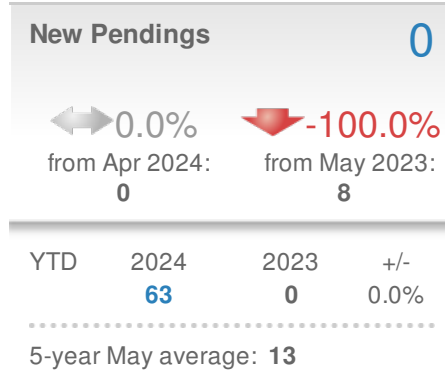 New Pendings 0
0.0% -100.0%
from Apr 2024: from May 2023:
0 8
YTD 2024 2023 +/-
63 0 0.0%
5-year May average: 13